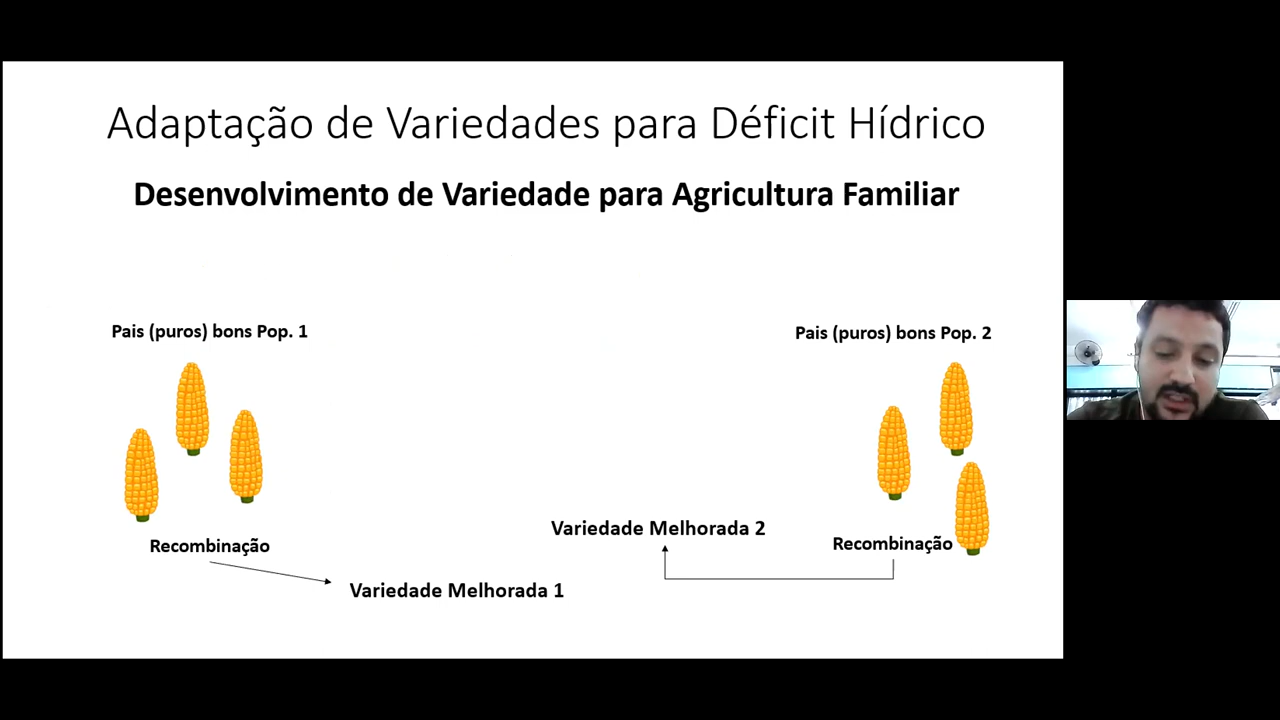 Adaptação de Variedades para Déficit Hídrico
Desenvolvimento de Variedade para Agricultura Familiar
Pais (puros) bons Pop. 1
Pais (puros) bons Pop. 2
Variedade Melhorada 2
Recombinação
Recombinação
Variedade Melhorada 1